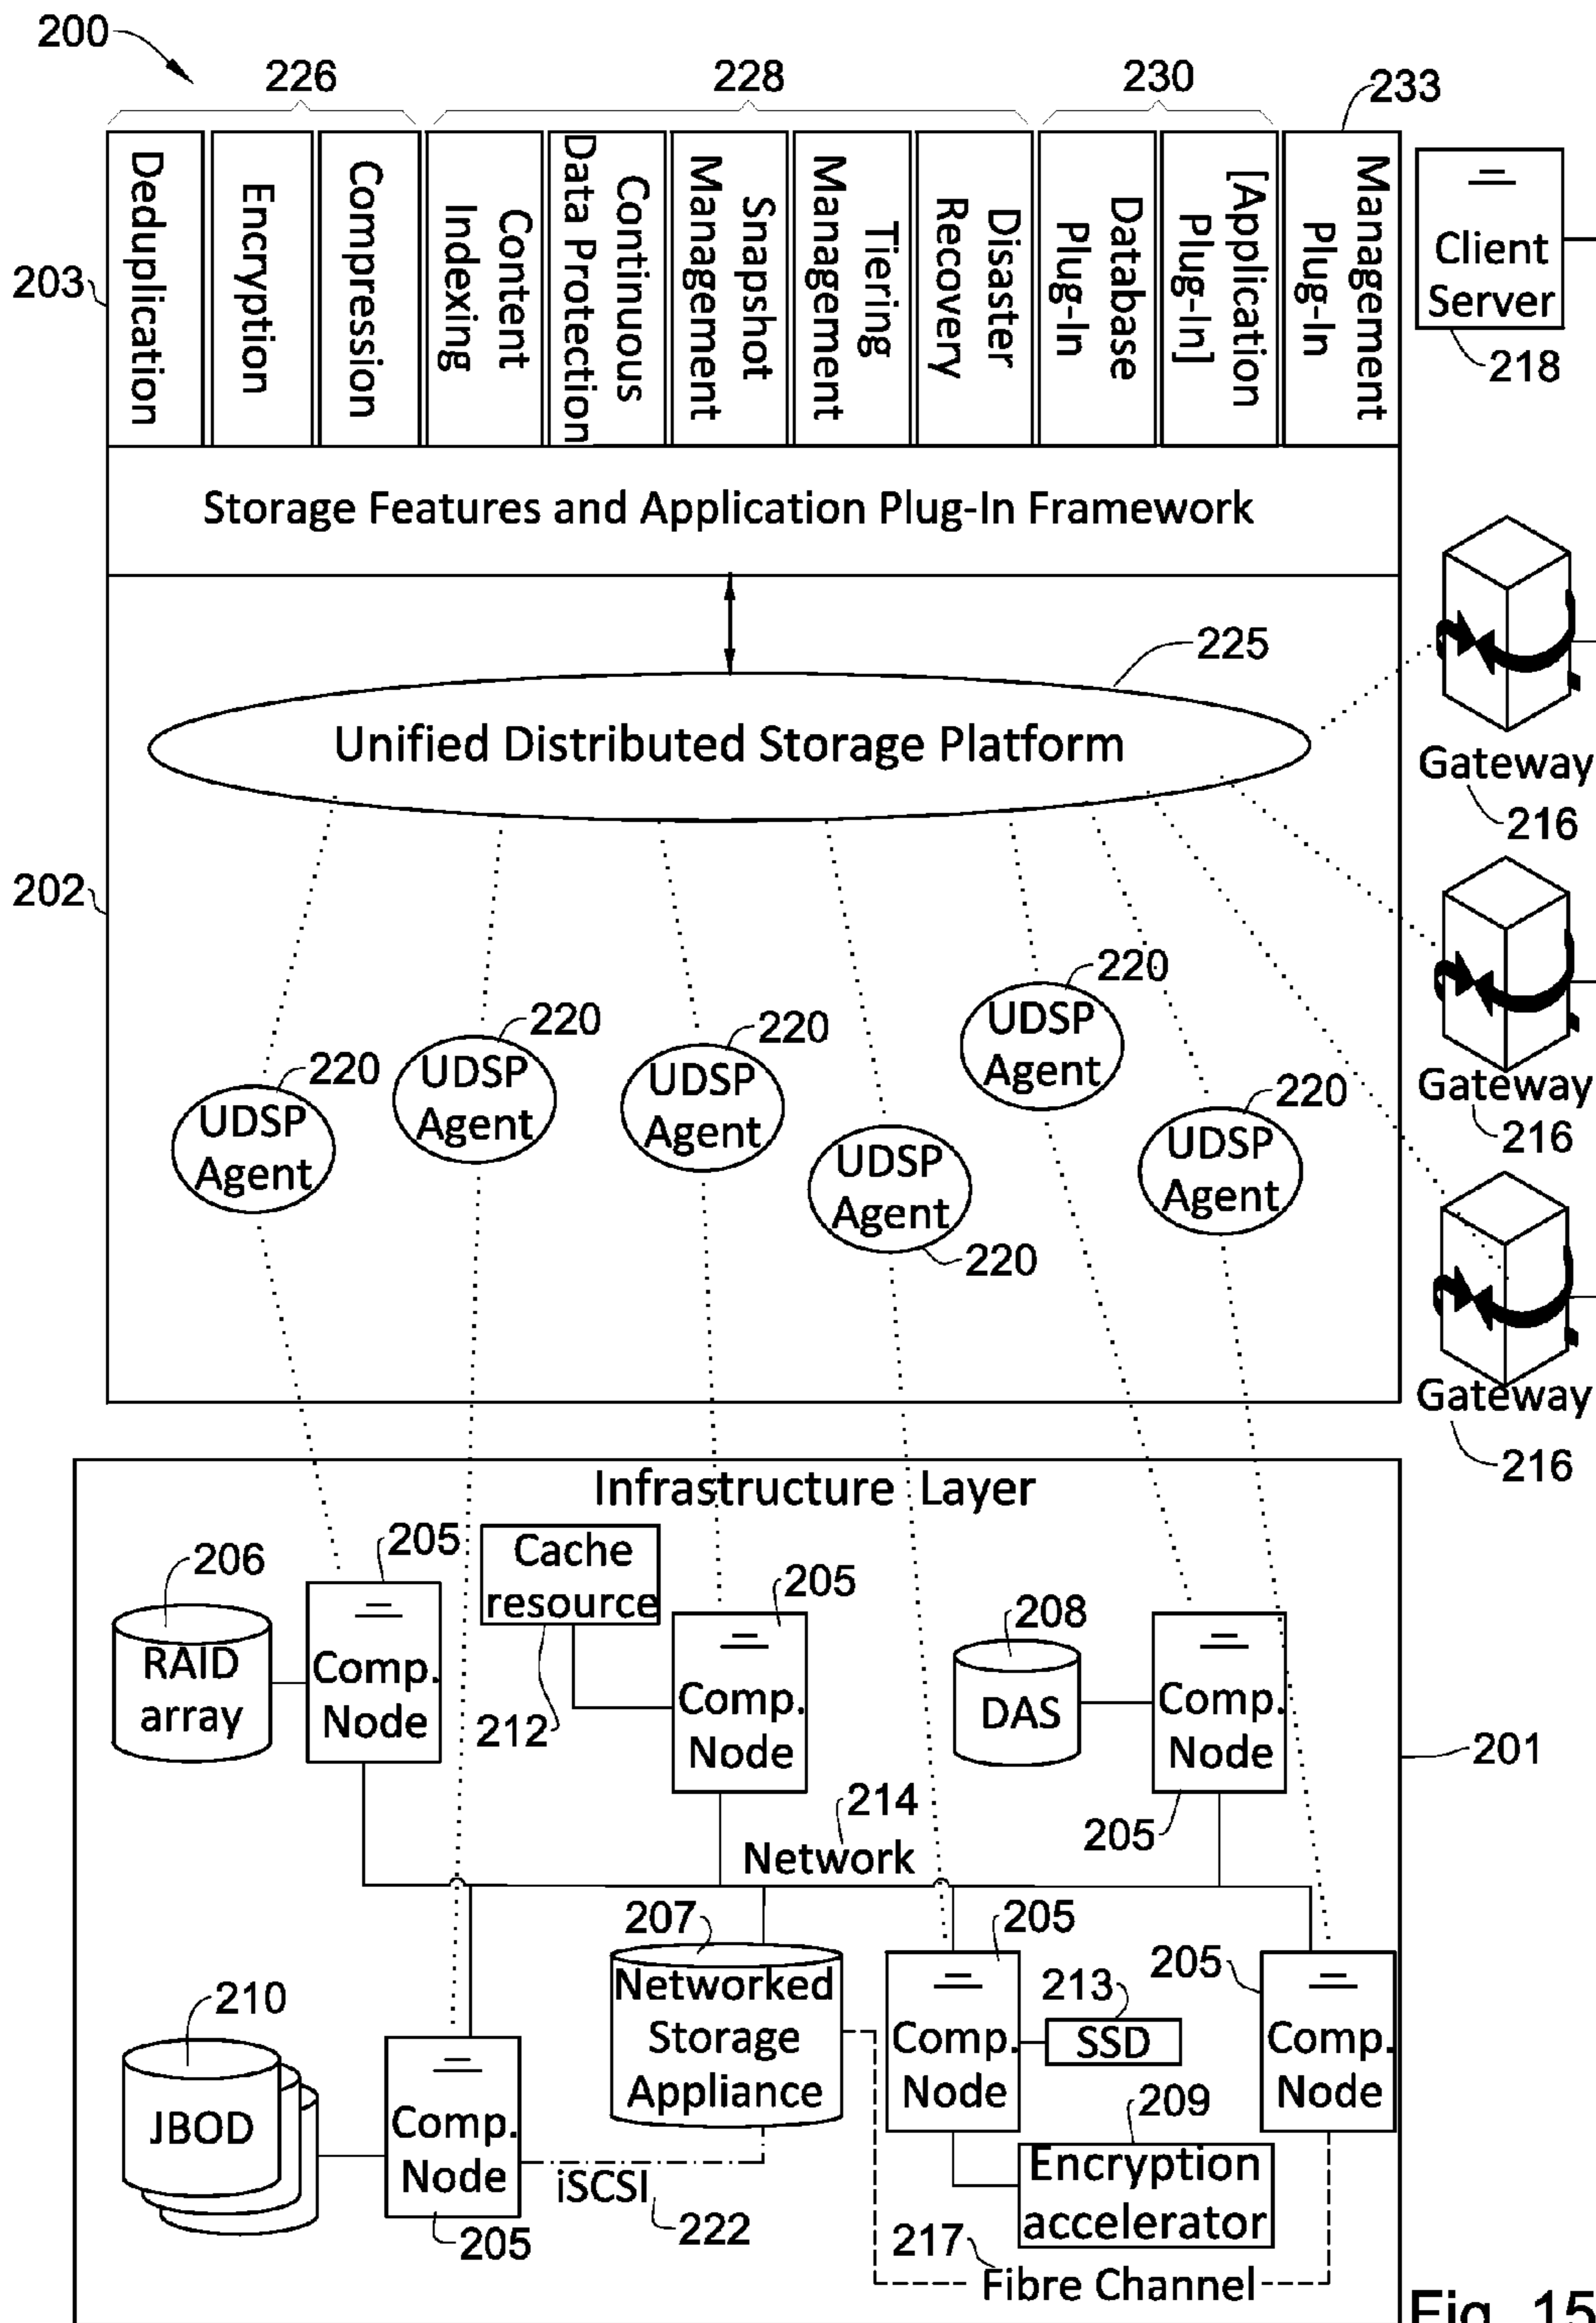 200
226
228
230
233
203
Deduplication
Encryption
Compression
Content
Indexing
Continuous
Data Protection
Snapshot
Management
Tiering
Management
Disaster
Recovery
Database
Plug-In
[Application
Plug-In]
Management
Plug-In
Client
Server
218
Storage Features and Application Plug-In Framework
225
Unified Distributed Storage Platform
Gateway
216
202
Gateway
216
Gateway
216
220
UDSP
Agent
220
UDSP
Agent
220
UDSP
Agent
UDSP
Agent
220
220
UDSP
Agent
220
UDSP
Agent
Infrastructure Layer
206
RAID
array
205
Comp.
Node
Cache
resource
212
205
Comp.
Node
208
DAS
Comp.
Node
205
201
214
Network
210
JBOD
Comp.
Node
205
iSCSI
222
207
Networked
Storage
Appliance
205
Comp.
Node
213
SSD
209
Encryption
accelerator
205
Comp.
Node
217
Fibre Channel
Fig. 15